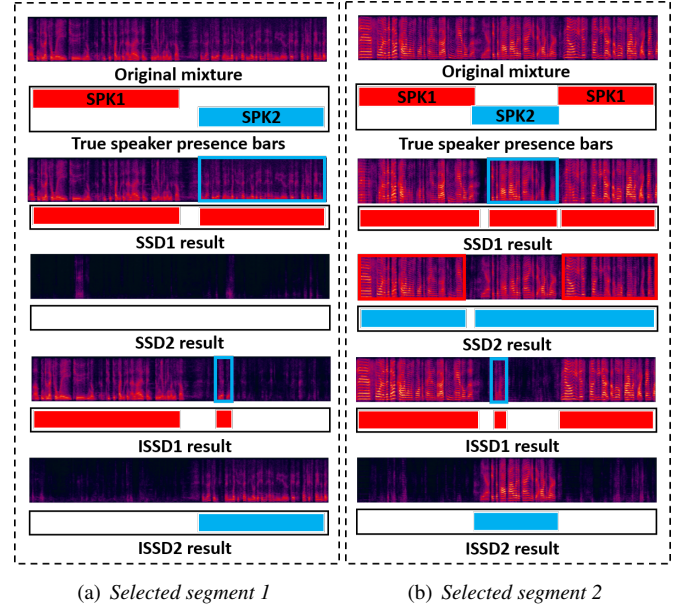 Original mixture
SPK1
SPK2
True speaker presence bars
SSD1 result
SSD2 result
ISSD1 result
ISSD2 result
(a) Selected segment 1
Original mixture
SPK1 SPK1
SPK2
True speaker presence bars
SSD1 result
SSD2 result
ISSD1 result
ISSD2 result
(b) Selected segment 2